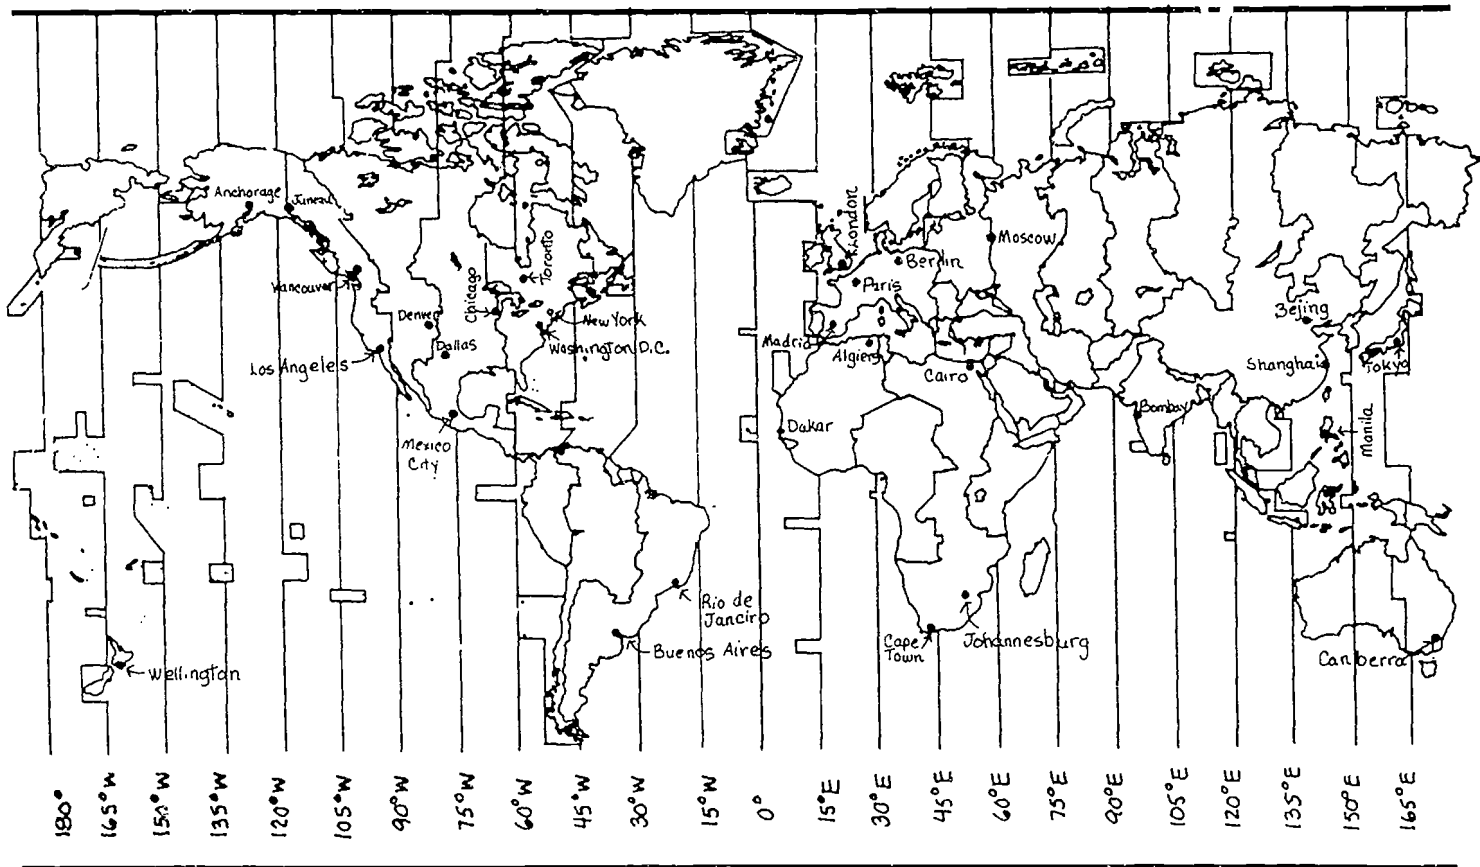 Anchorage
Juneau
London
Moscow
Toronto
Berlin
Vancouver
Chicago
Paris
Denver
New York
Bejing
Madrid
Washington D.C.
Dallas
Algiers
Los Angeles
Shanghai
Tokyo
Cairo
Bombay
Mexico
City
Dakar
Manila
Rio de
Janciro
Cape
Town
Johannesburg
Buenos Aires
Canberra
Wellington
180°
165°W
150°W
135°W
120°W
105°W
90°W
75°W
60°W
45°W
30°W
15°W
0°
15°E
30°E
45°E
60°E
75°E
90°E
105°E
120°E
135°E
150°E
165°E